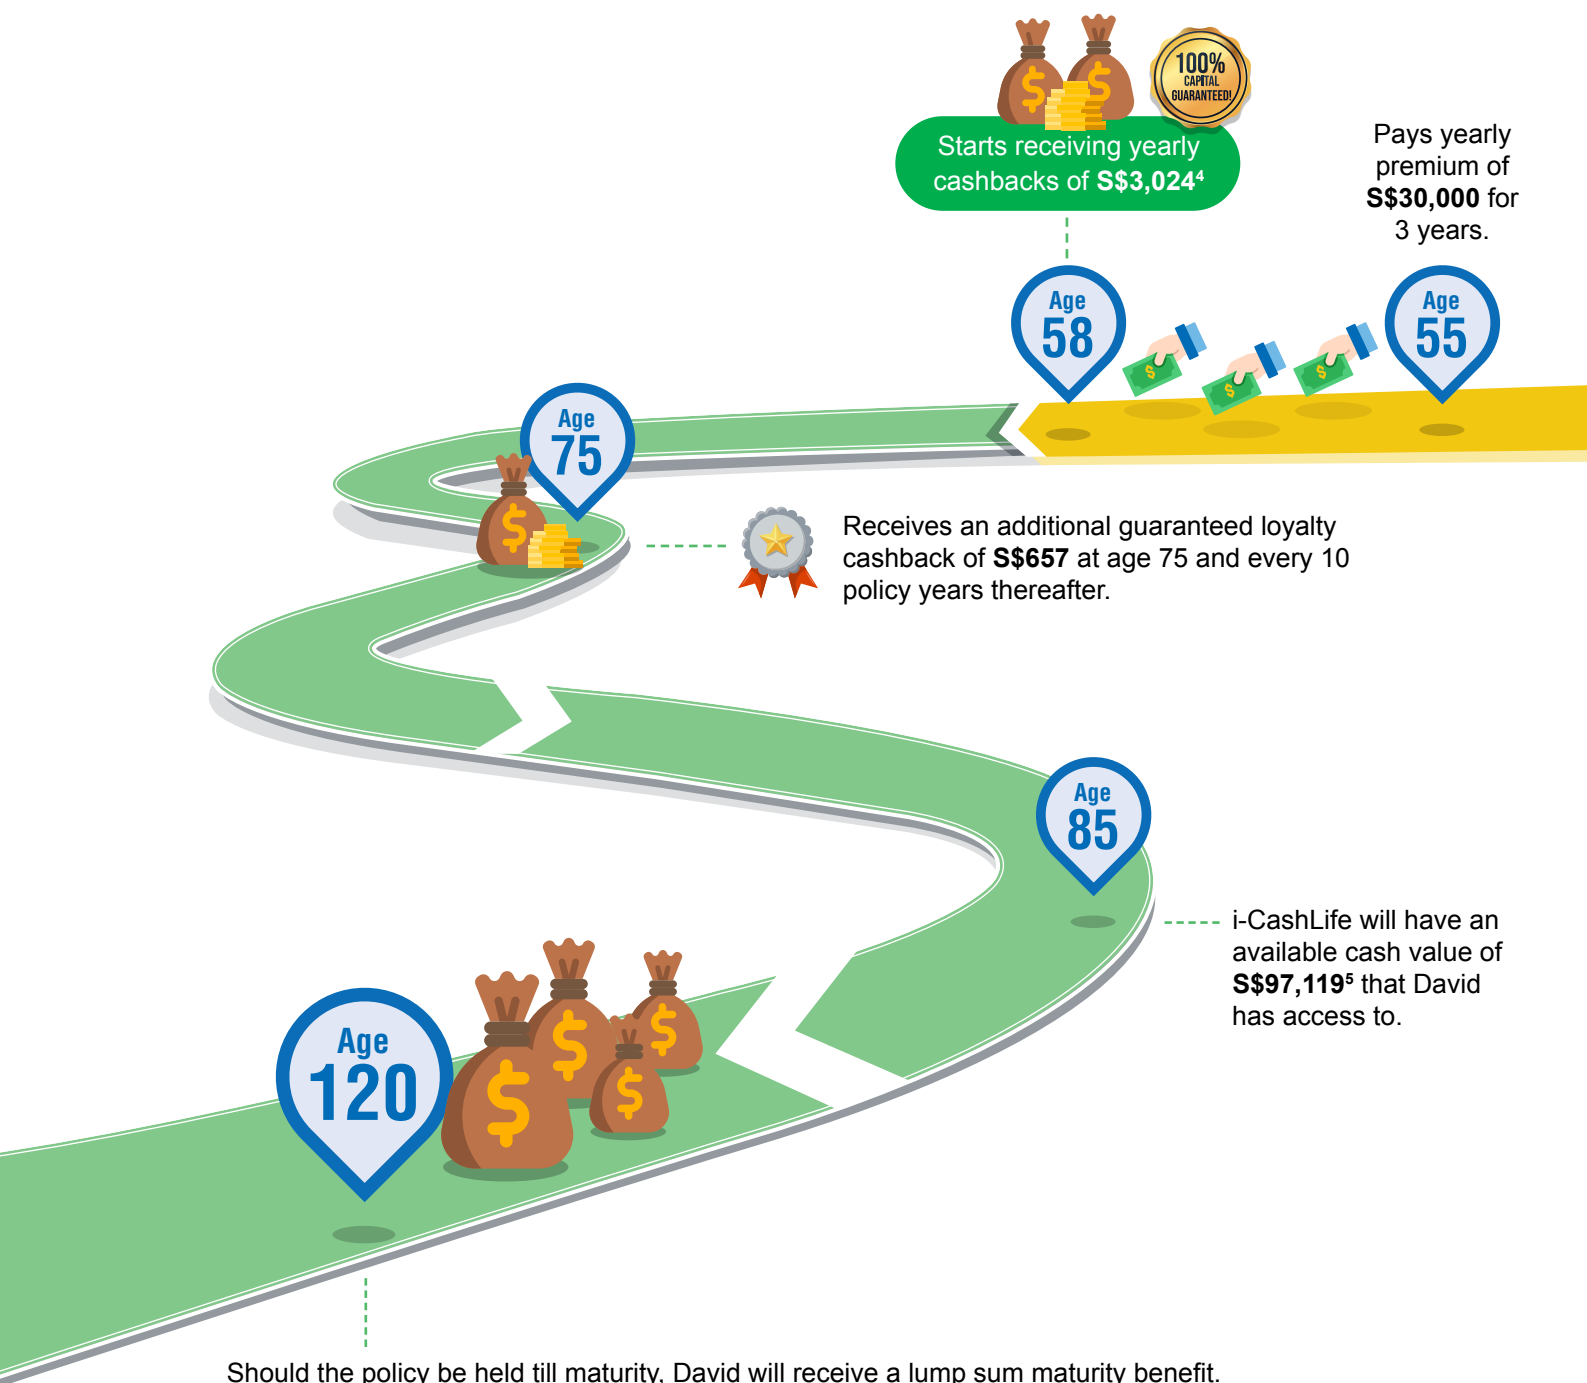 100%
CAPITAL
GUARANTEED!
Starts receiving yearly
cashbacks of S$3,024⁴
Pays yearly
premium of
S$30,000 for
3 years.
Age
58
Age
55
Age
75
Receives an additional guaranteed loyalty
cashback of S$657 at age 75 and every 10
policy years thereafter.
Age
85
i-CashLife will have an
available cash value of
S$97,119⁵ that David
has access to.
Age
120
Should the policy be held till maturity, David will receive a lump sum maturity benefit.